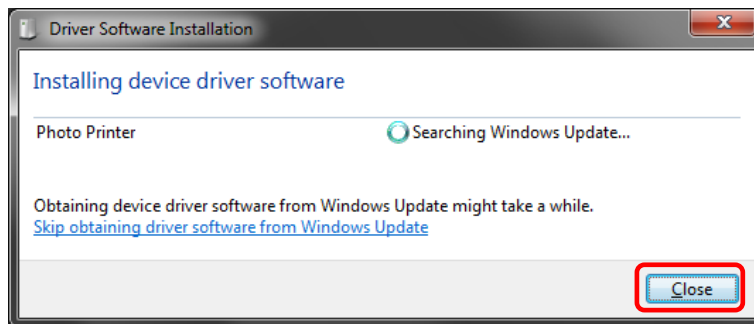 Driver Software Installation
Installing device driver software
Photo Printer Searching Windows Update...
Obtaining device driver software from Windows Update might take a while.
Skip obtaining driver software from Windows Update
Close